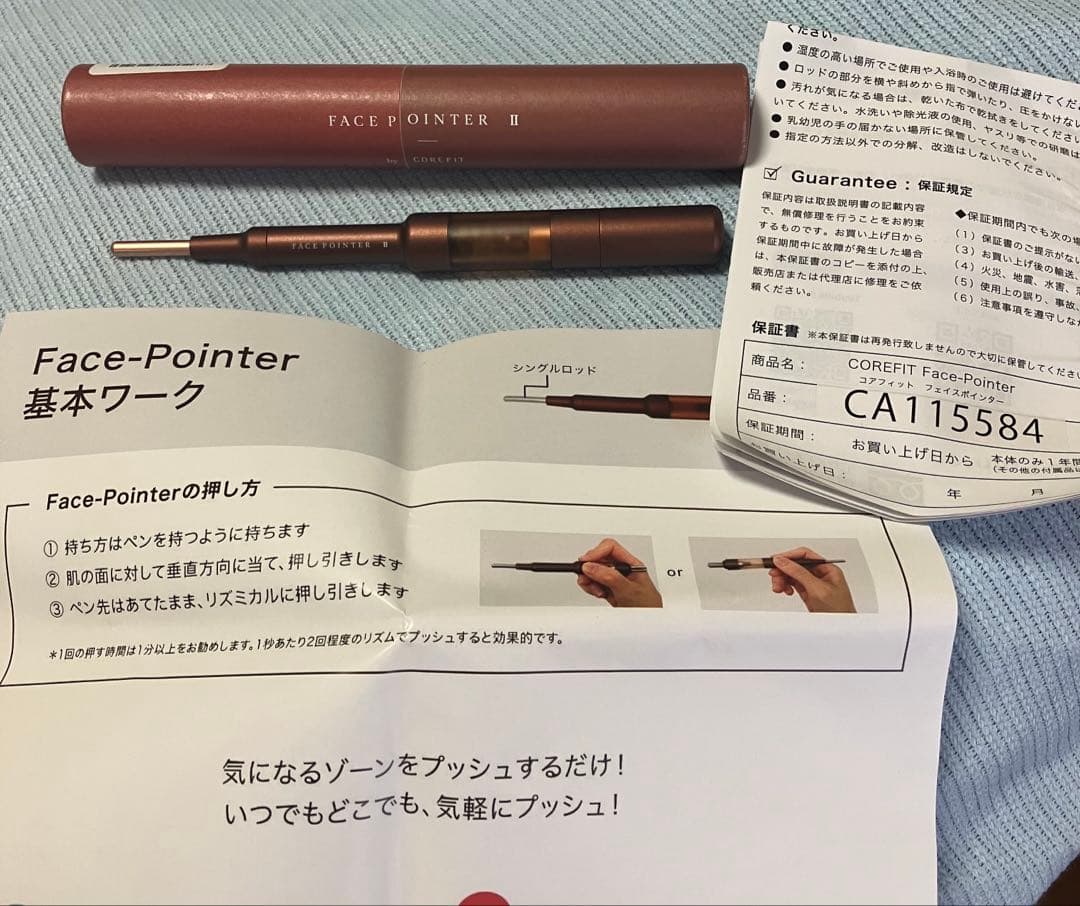 FACE POINTER Ⅱ
by COREFIT
FACE POINTER Ⅱ
ください。
● 湿度の高い場所でご使用や入浴時のご使用は避けてくだ
● ロッドの部分を横や斜めから指で弾いたり、圧をかけない
● 汚れが気になる場合は、乾いた布で乾拭きをしてくださ
いてください。水洗いや除光液の使用、ヤスリ等での研磨は
● 乳幼児の手の届かない場所に保管してください。
● 指定の方法以外での分解、改造はしないでください。
☑ Guarantee : 保証規定
保証内容は取扱説明書の記載内容
で、無償修理を行うことをお約束
するものです。お買い上げ日から
保証期間中に故障が発生した場合
は、本保証書のコピーを添付の上、
販売店または代理店に修理をご依
頼ください。
◆保証期間内でも次の場
(1) 保証書のご提示がない
(3) お買い上げ後の輸送、
(4) 火災、地震、水害、
(5) 使用上の誤り、事故、
(6) 注意事項を遵守しなか
保証書 ※本保証書は再発行致しませんので大切に保管してくださ
商品名: COREFIT Face-Pointer
コアフィット フェイスポインター
品番: CA115584
保証期間: お買い上げ日から 本体のみ1年間
(その他の付属品に
お買い上げ日: 年 月
Face-Pointer
基本ワーク
シングルロッド
Face-Pointerの押し方
① 持ち方はペンを持つように持ちます
② 肌の面に対して垂直方向に当て、押し引きします
③ ペン先はあてたまま、リズミカルに押し引きします
or
*1回の押す時間は1分以上をお勧めします。1秒あたり2回程度のリズムでプッシュすると効果的です。
気になるゾーンをプッシュするだけ!
いつでもどこでも、気軽にプッシュ!